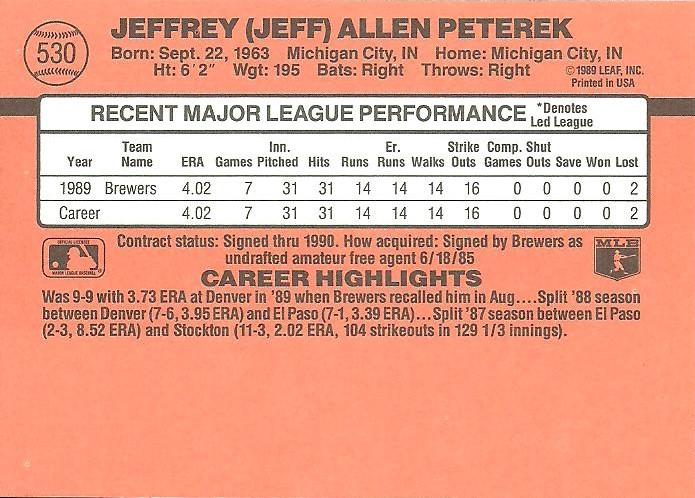 530
JEFFREY (JEFF) ALLEN PETEREK
Born: Sept. 22, 1963 Michigan City, IN Home: Michigan City, IN
Ht: 6'2" Wgt: 195 Bats: Right Throws: Right
©1989 LEAF, INC.
Printed in USA
RECENT MAJOR LEAGUE PERFORMANCE
*Denotes
Led League
Team Inn. Er. Strike Comp. Shut
Year Name ERA Games Pitched Hits Runs Runs Walks Outs Games Outs Save Won Lost
1989 Brewers 4.02 7 31 31 14 14 14 16 0 0 0 0 2
Career 4.02 7 31 31 14 14 14 16 0 0 0 0 2
OFFICIAL LICENSEE
MAJOR LEAGUE BASEBALL
Contract status: Signed thru 1990. How acquired: Signed by Brewers as
undrafted amateur free agent 6/18/85
MLB
CAREER HIGHLIGHTS
Was 9-9 with 3.73 ERA at Denver in '89 when Brewers recalled him in Aug....Split '88 season
between Denver (7-6, 3.95 ERA) and El Paso (7-1, 3.39 ERA)...Split '87 season between El Paso
(2-3, 8.52 ERA) and Stockton (11-3, 2.02 ERA, 104 strikeouts in 129 1/3 innings).